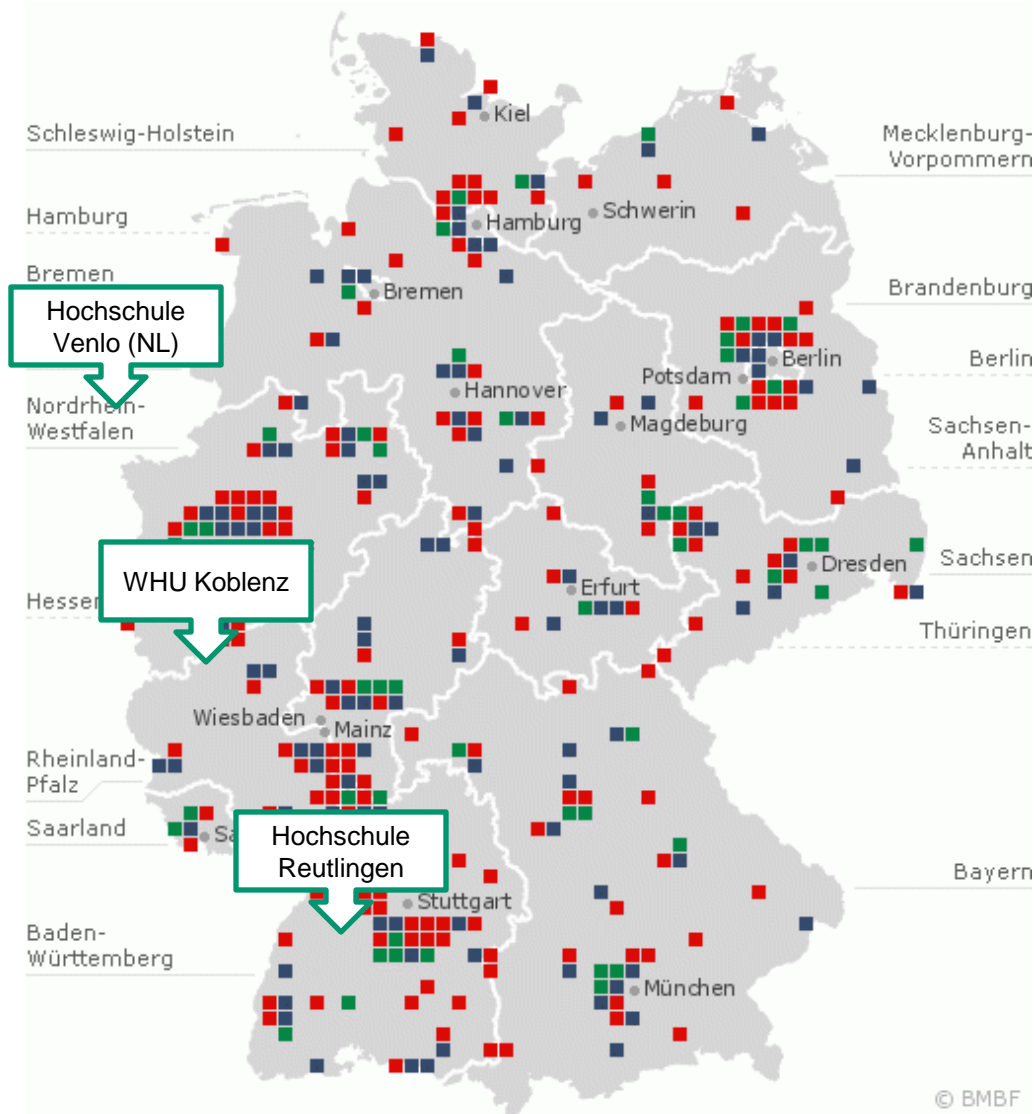 Kiel
Schleswig-Holstein
Mecklenburg-
Vorpommern
Hamburg
Schwerin
Hamburg
Bremen
Bremen
Brandenburg
Hochschule
Venlo (NL)
Berlin
Berlin
Potsdam
Hannover
Nordrhein-
Westfalen
Magdeburg
Sachsen-
Anhalt
WHU Koblenz
Dresden
Sachsen
Erfurt
Hessen
Thüringen
Wiesbaden
Mainz
Rheinland-
Pfalz
Saarland
Sa
Hochschule
Reutlingen
Bayern
Stuttgart
Baden-
Württemberg
München
© BMBF